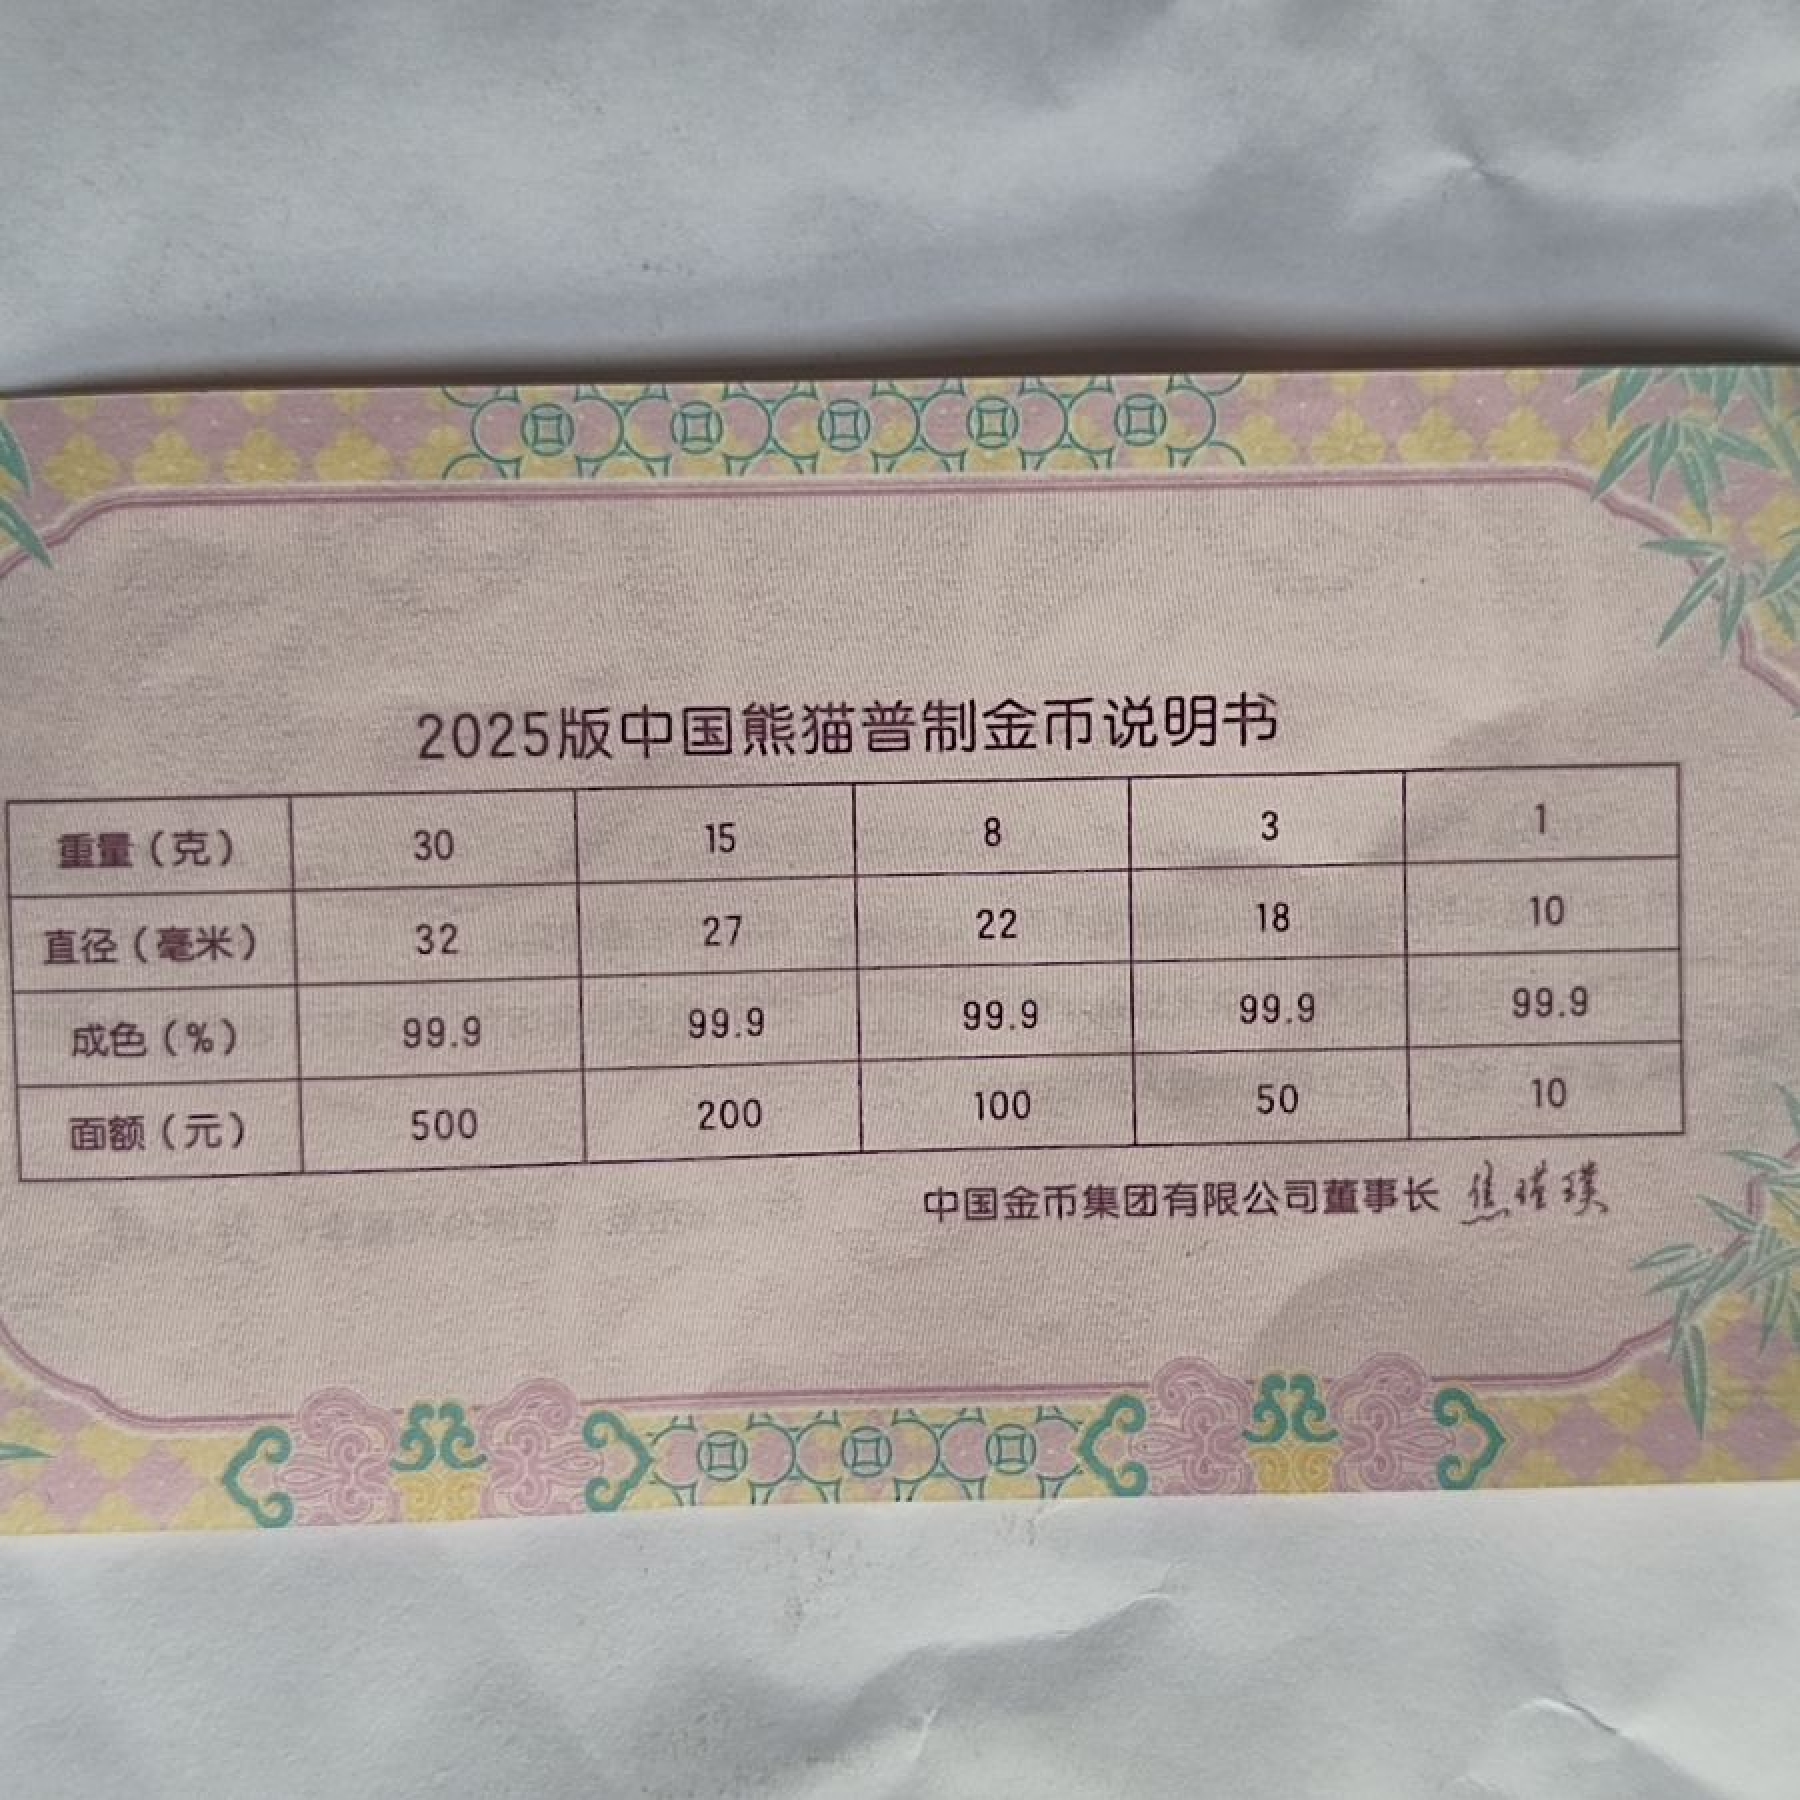 2025版中国熊猫普制金币说明书
重量（克） 30 15 8 3 1
直径（毫米） 32 27 22 18 10
成色（%） 99.9 99.9 99.9 99.9 99.9
面额（元） 500 200 100 50 10
中国金币集团有限公司董事长